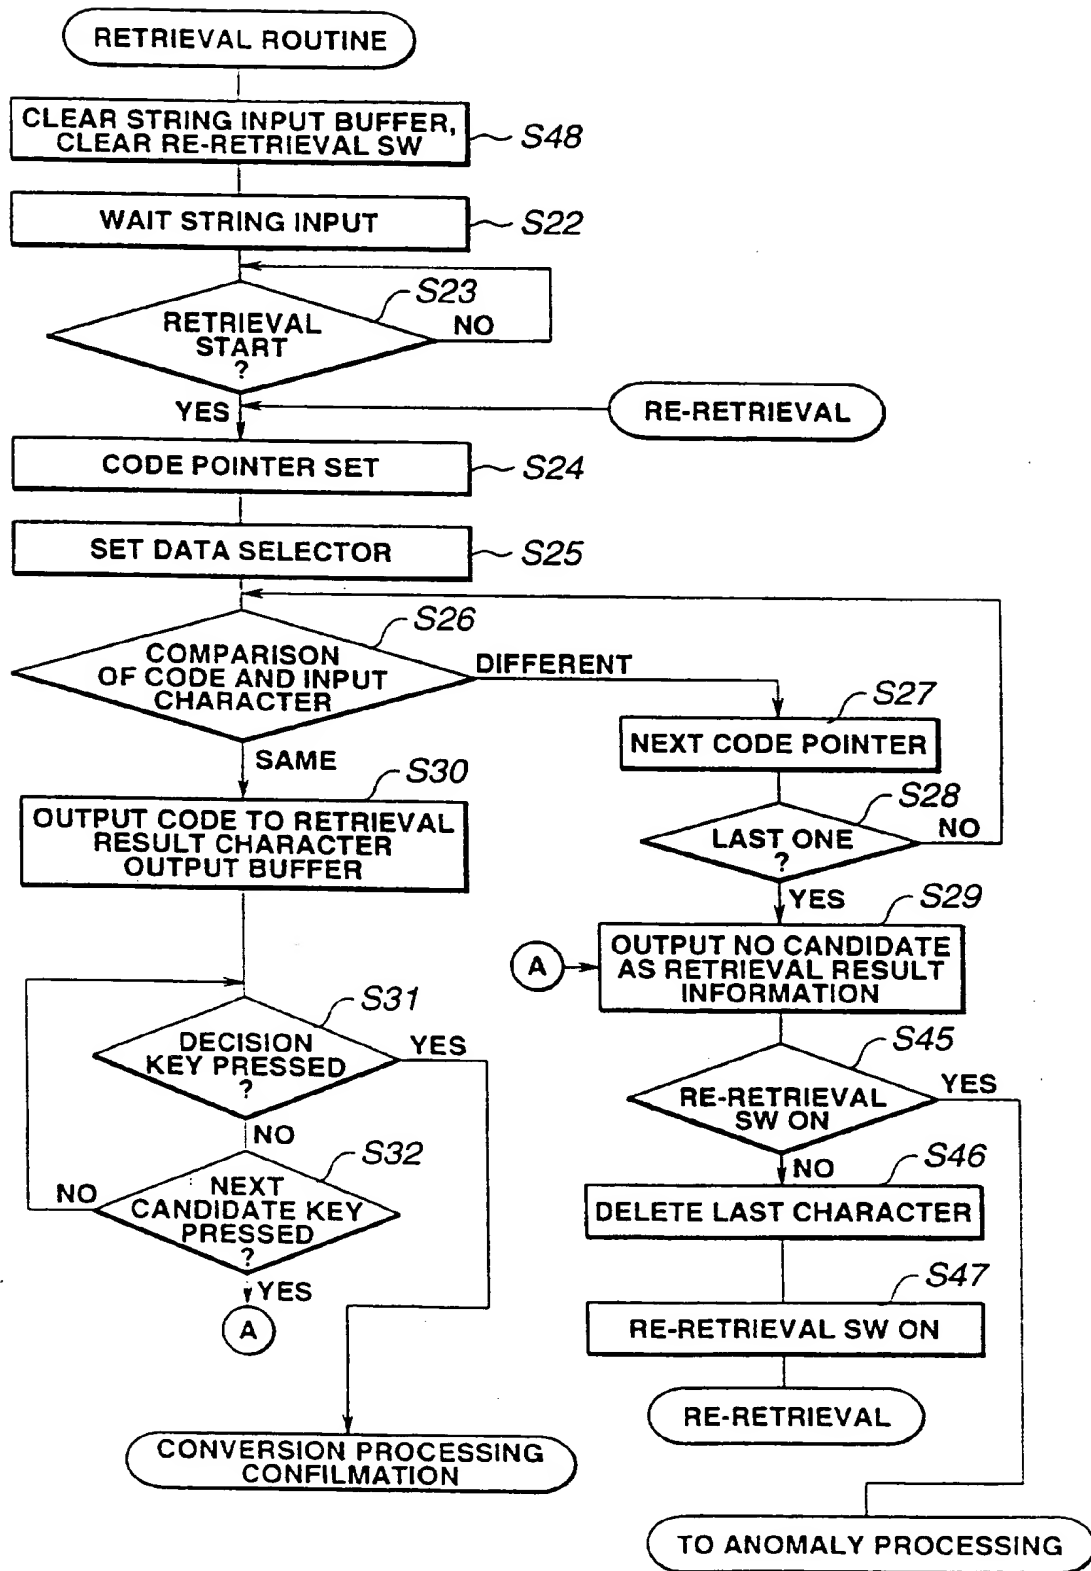 RETRIEVAL ROUTINE
CLEAR STRING INPUT BUFFER,
CLEAR RE-RETRIEVAL SW
S48
WAIT STRING INPUT
S22
S23
RETRIEVAL
START
?
NO
YES
RE-RETRIEVAL
CODE POINTER SET
S24
SET DATA SELECTOR
S25
S26
COMPARISON
OF CODE AND INPUT
CHARACTER
DIFFERENT
SAME
S27
NEXT CODE POINTER
S28
LAST ONE
?
NO
YES
S30
OUTPUT CODE TO RETRIEVAL
RESULT CHARACTER
OUTPUT BUFFER
S29
A
OUTPUT NO CANDIDATE
AS RETRIEVAL RESULT
INFORMATION
S31
DECISION
KEY PRESSED
?
YES
NO
S32
NEXT
CANDIDATE KEY
PRESSED
?
NO
YES
A
S45
RE-RETRIEVAL
SW ON
YES
NO
S46
DELETE LAST CHARACTER
S47
RE-RETRIEVAL SW ON
RE-RETRIEVAL
CONVERSION PROCESSING
CONFILMATION
TO ANOMALY PROCESSING